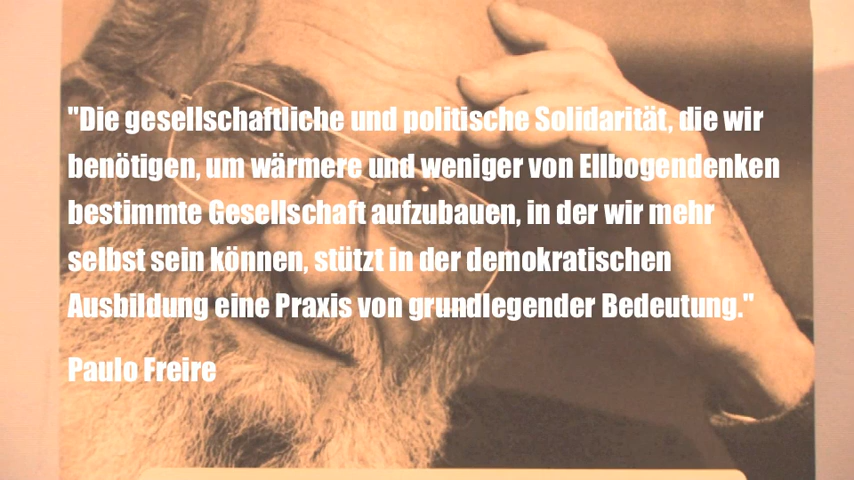 "Die gesellschaftliche und politische Solidarität, die wir
benötigen, um wärmere und weniger von Ellbogendenken
bestimmte Gesellschaft aufzubauen, in der wir mehr
selbst sein können, stützt in der demokratischen
Ausbildung eine Praxis von grundlegender Bedeutung."
Paulo Freire